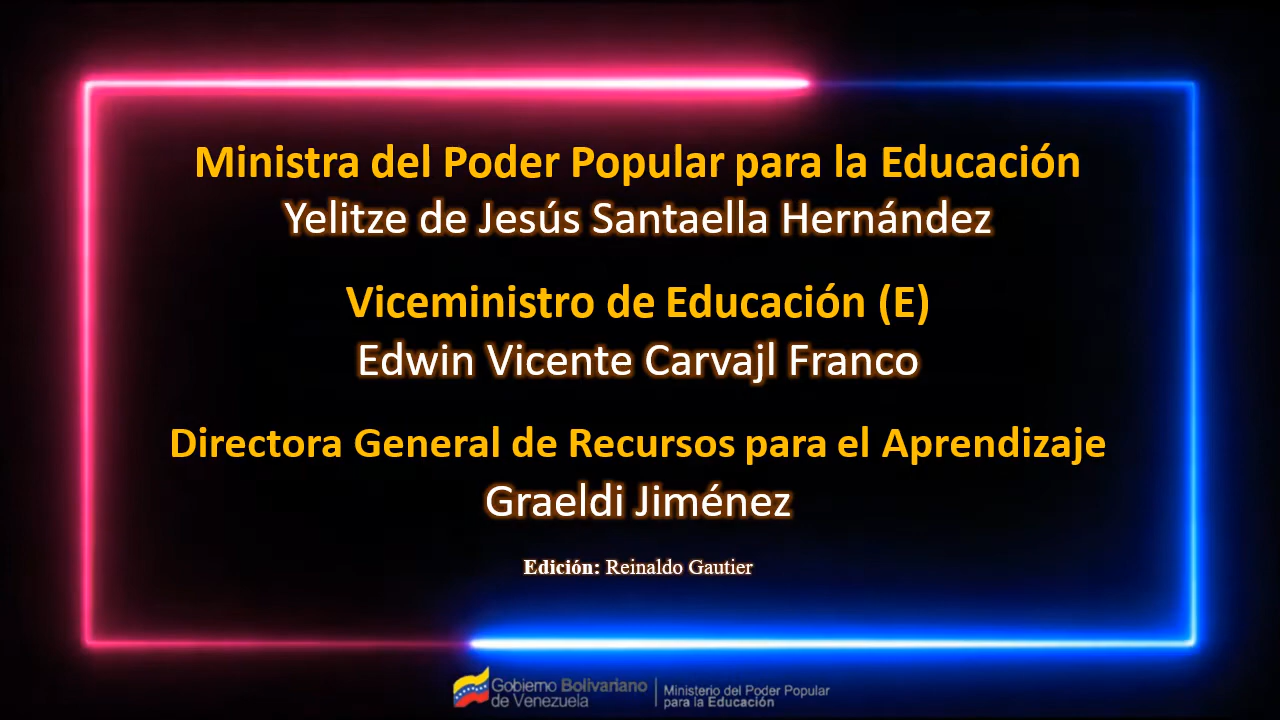 Ministra del Poder Popular para la Educación
Yelitze de Jesús Santaella Hernández
Viceministro de Educación (E)
Edwin Vicente Carvajl Franco
Directora General de Recursos para el Aprendizaje
Graeldi Jiménez
Edición: Reinaldo Gautier
Gobierno Bolivariano
de Venezuela
Ministerio del Poder Popular
para la Educación